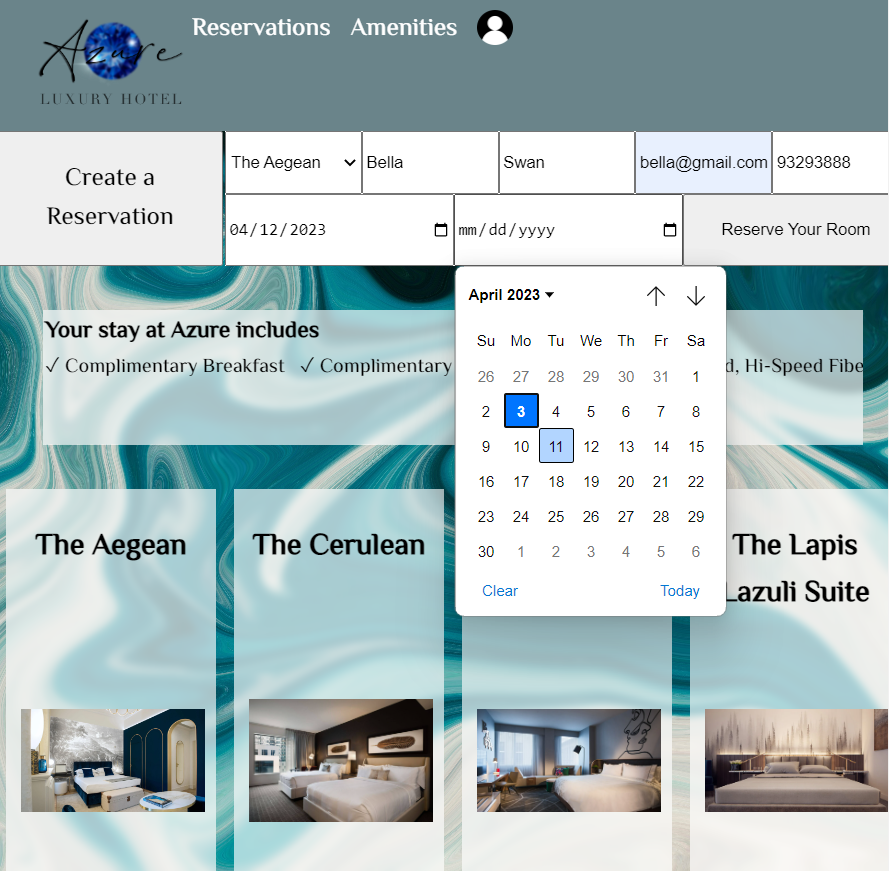 Azure
LUXURY HOTEL
Reservations Amenities
Create a
Reservation
The Aegean
Bella
Swan
bella@gmail.com
93293888
04/12/2023
mm/dd/yyyy
Reserve Your Room
Your stay at Azure includes
✓ Complimentary Breakfast ✓ Complimentary
d, Hi-Speed Fibe
April 2023
Su Mo Tu We Th Fr Sa
26 27 28 29 30 31 1
2 3 4 5 6 7 8
9 10 11 12 13 14 15
16 17 18 19 20 21 22
23 24 25 26 27 28 29
30 1 2 3 4 5 6
Clear Today
The Aegean
The Cerulean
The Lapis
Lazuli Suite